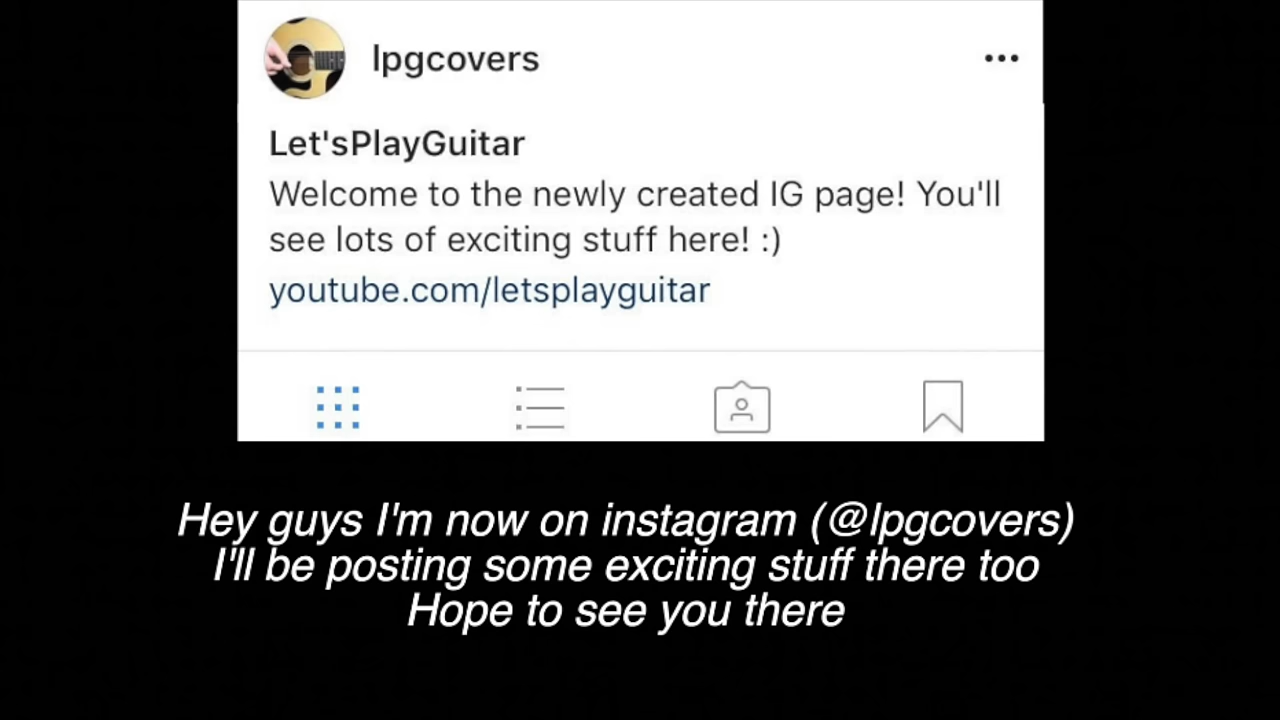 lpgcovers
Let'sPlayGuitar
Welcome to the newly created IG page! You'll
see lots of exciting stuff here! :)
youtube.com/letsplayguitar
Hey guys I'm now on instagram (@lpgcovers)
I'll be posting some exciting stuff there too
Hope to see you there